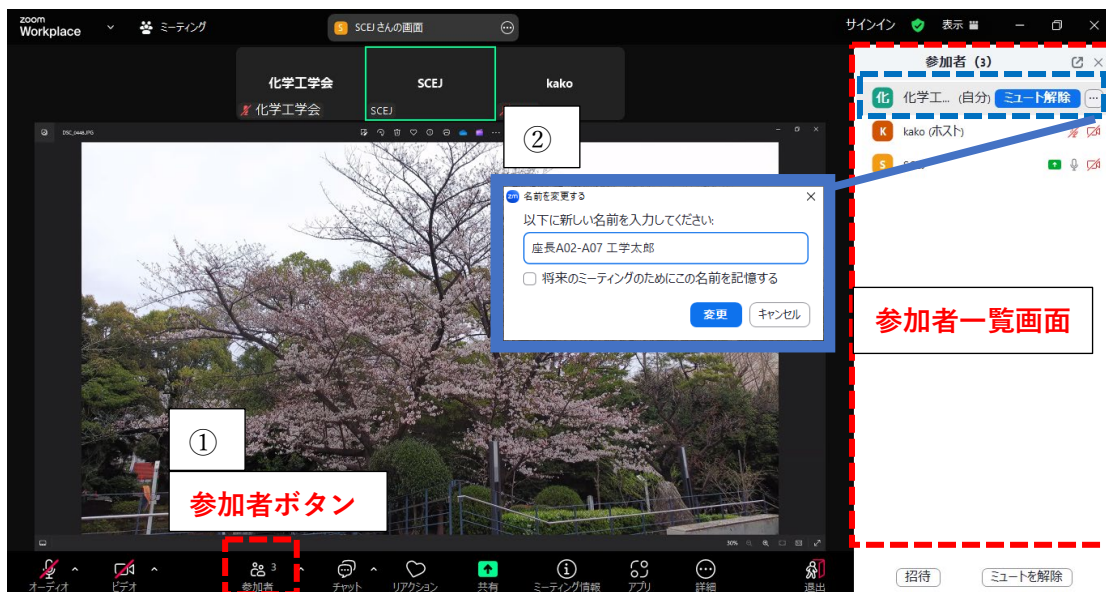 zoom
Workplace
ミーティング
S SCEJ さんの画面
サインイン
表示
化学工学会
化学工学会
SCEJ
SCEJ
kako
参加者 (3)
化 化学工... (自分) ミュート解除
K kako (ホスト)
S
DSC_0448.JPG
②
zm 名前を変更する
以下に新しい名前を入力してください:
座長A02-A07 工学太郎
将来のミーティングのためにこの名前を記憶する
変更 キャンセル
参加者一覧画面
①
参加者ボタン
30%
3
オーディオ ビデオ 参加者 チャット リアクション 共有 ミーティング情報 アプリ 詳細 退出
招待 ミュートを解除